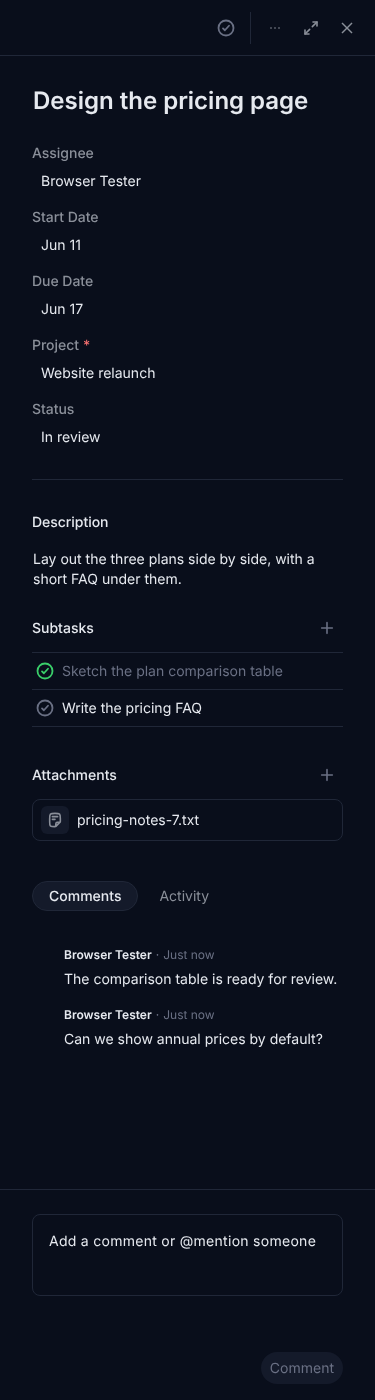 Design the pricing page
Assignee
Browser Tester
Start Date
Jun 11
Due Date
Jun 17
Project *
Website relaunch
Status
In review
Description
Lay out the three plans side by side, with a
short FAQ under them.
Subtasks
Sketch the plan comparison table
Write the pricing FAQ
Attachments
pricing-notes-7.txt
Comments Activity
Browser Tester · Just now
The comparison table is ready for review.
Browser Tester · Just now
Can we show annual prices by default?
Add a comment or @mention someone
Comment